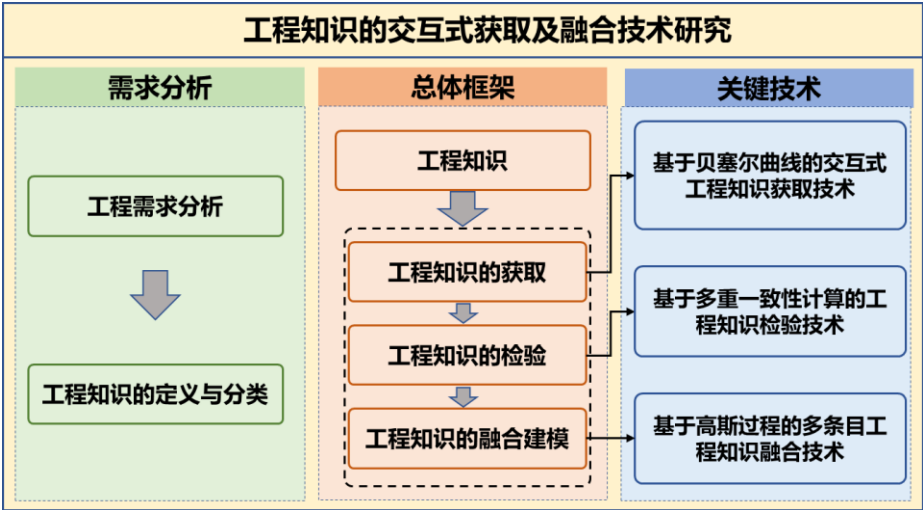 工程知识的交互式获取及融合技术研究
需求分析
工程需求分析
工程知识的定义与分类
总体框架
工程知识
工程知识的获取
工程知识的检验
工程知识的融合建模
关键技术
基于贝塞尔曲线的交互式
工程知识获取技术
基于多重一致性计算的工
程知识检验技术
基于高斯过程的多条目工
程知识融合技术